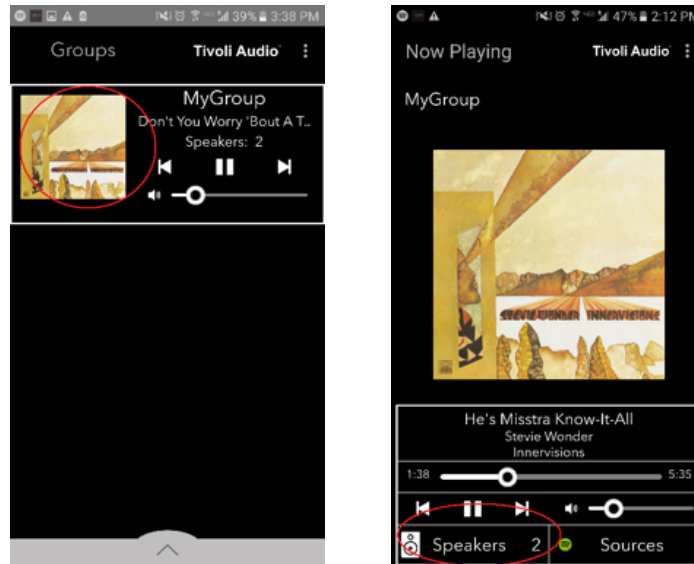 39% 3:38 PM
Groups Tivoli Audio
MyGroup
Don't You Worry 'Bout A T..
Speakers: 2
47% 2:12 PM
Now Playing Tivoli Audio
MyGroup
STEVIE WONDER INNERVISIONS
He's Misstra Know-It-All
Stevie Wonder
Innervisions
1:38 5:35
Speakers 2 Sources